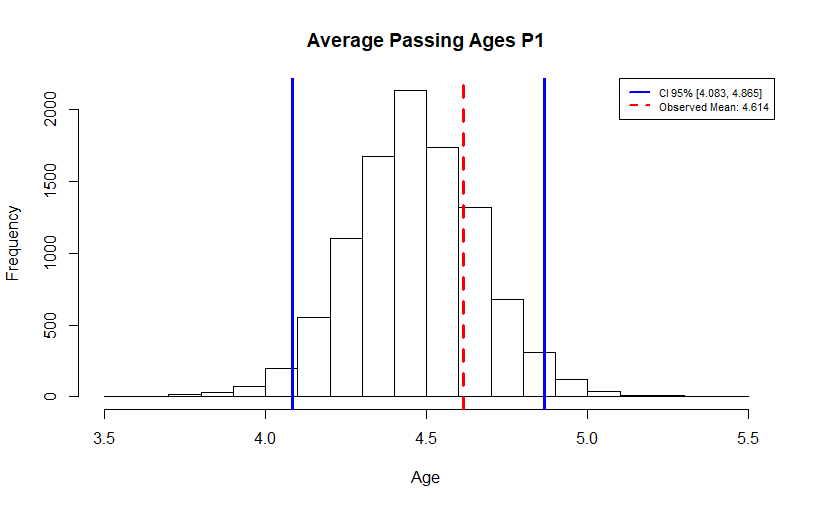 Average Passing Ages P1
CI 95% [4.083, 4.865]
Observed Mean: 4.614
Frequency
2000
1500
1000
500
0
3.5 4.0 4.5 5.0 5.5
Age